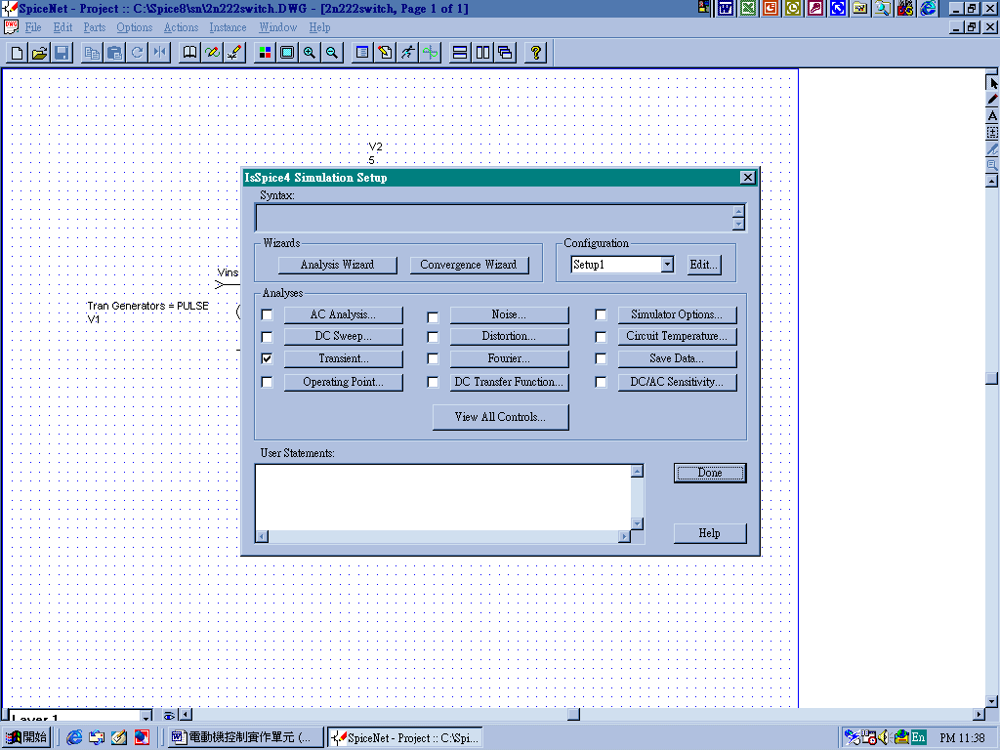 SpiceNet - Project :: C:\Spice8\sn\2n222switch.DWG - [2n222switch, Page 1 of 1]
File Edit Parts Options Actions Instance Window Help
V2
5
IsSpice4 Simulation Setup
Syntax:
Wizards
Analysis Wizard
Convergence Wizard
Configuration
Setup1
Edit...
Vins
Tran Generators = PULSE
V1
Analyses
AC Analysis...
Noise...
Simulator Options...
DC Sweep...
Distortion...
Circuit Temperature...
Transient...
Fourier...
Save Data...
Operating Point...
DC Transfer Function...
DC/AC Sensitivity...
View All Controls...
User Statements:
Done
Help
Layer 1
開始
電動機控制實作單元 (...
SpiceNet - Project :: C:\Spi...
En
PM 11:38